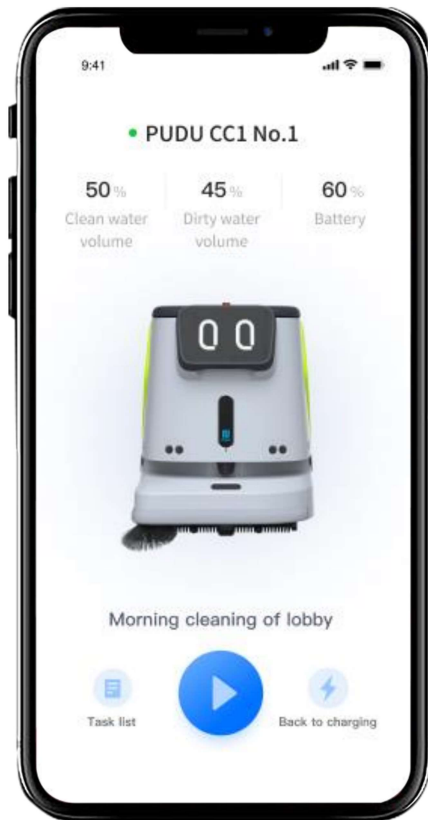 9:41
PUDU CC1 No.1
50 % 45 % 60 %
Clean water Dirty water Battery
volume volume
Morning cleaning of lobby
Task list Back to charging